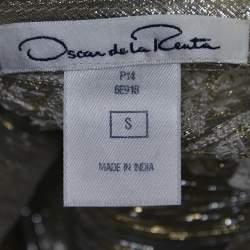 Oscar de la Renta
P14
6E918
S
MADE IN INDIA